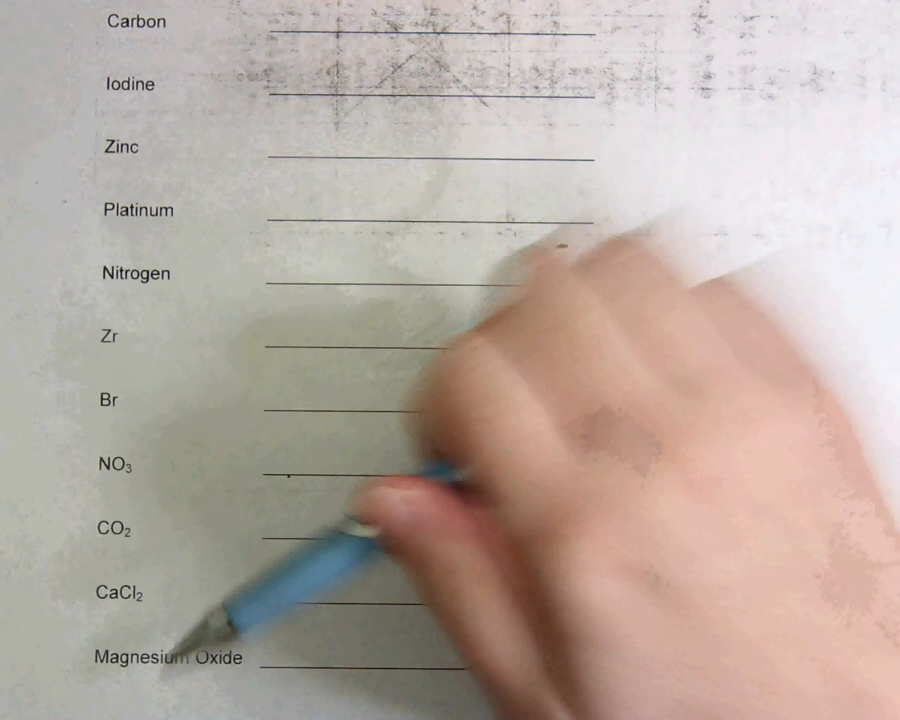 Carbon
Iodine
Zinc
Platinum
Nitrogen
Zr
Br
NO₃
CO₂
CaCl₂
Magnesium Oxide